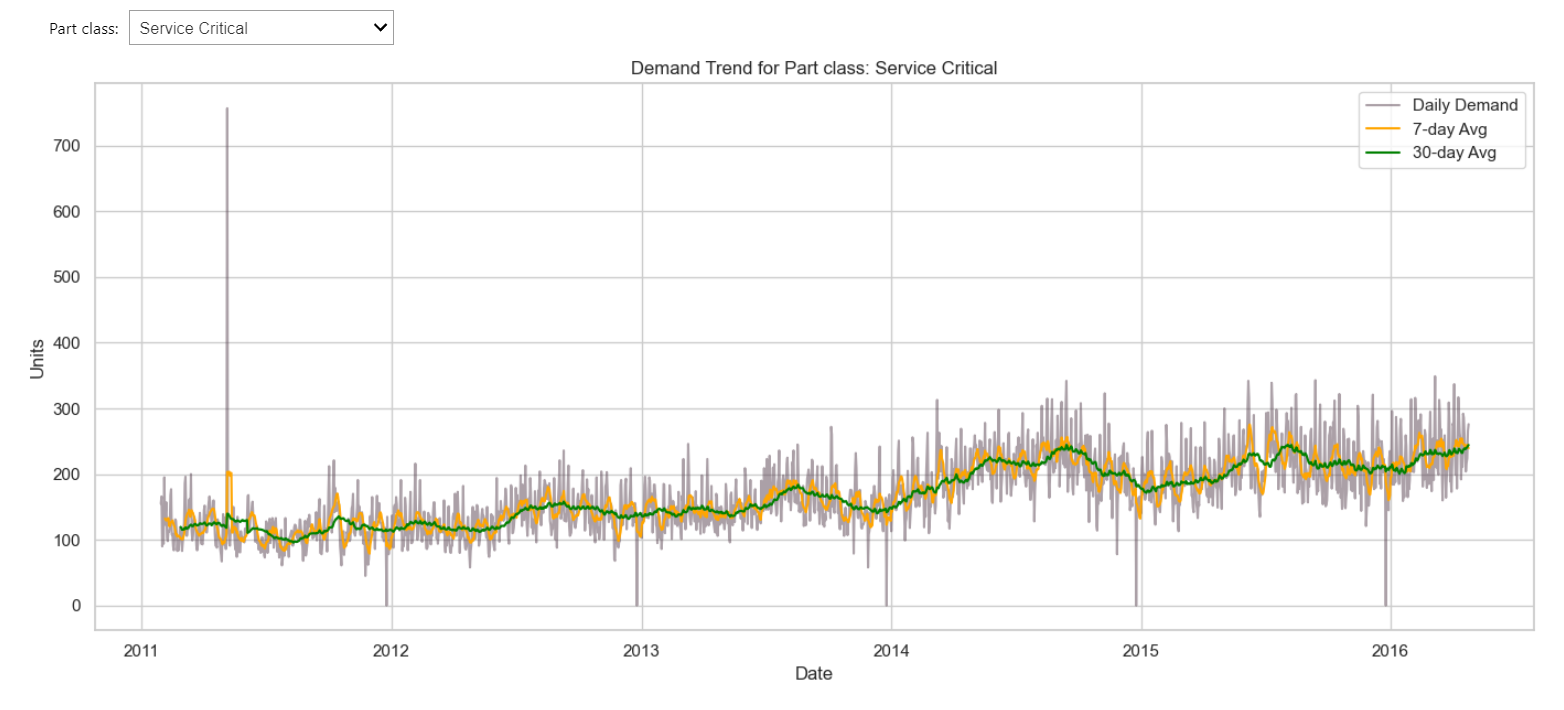 Part class: Service Critical
Demand Trend for Part class: Service Critical
Daily Demand
7-day Avg
30-day Avg
700
600
500
400
300
200
100
0
Units
2011 2012 2013 2014 2015 2016
Date